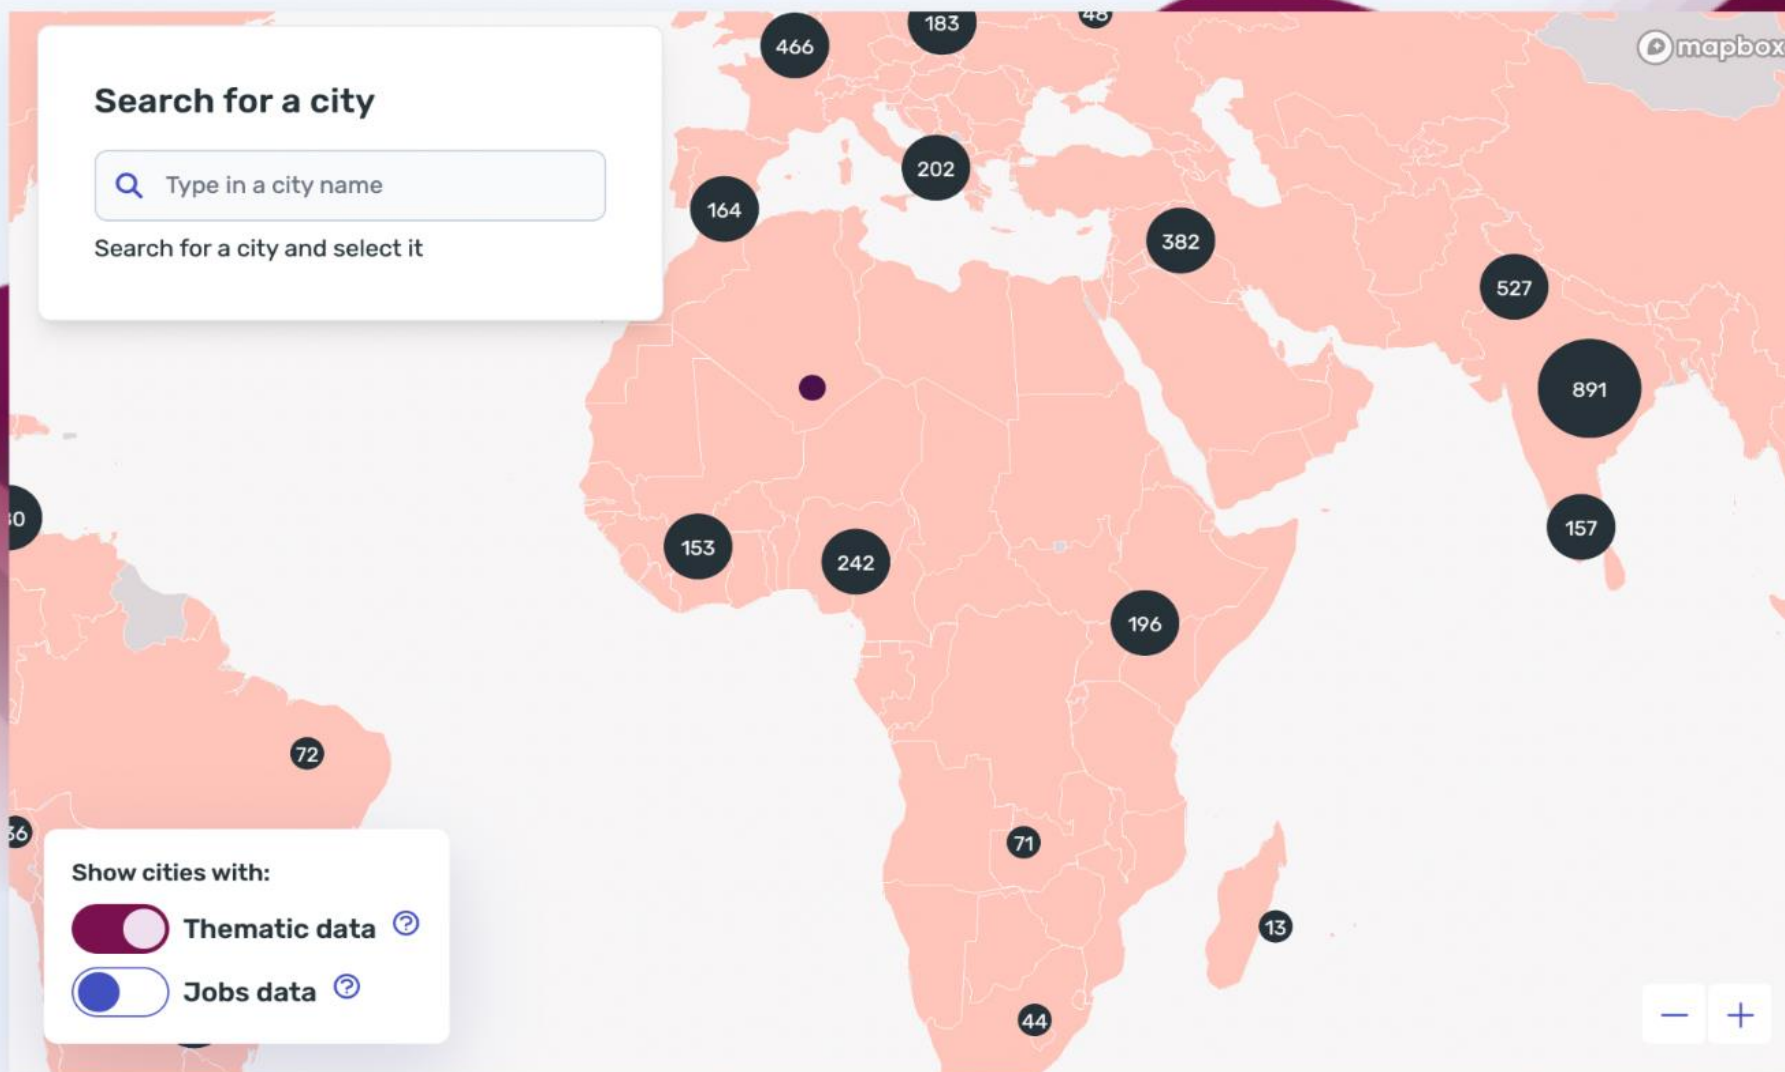 183
48
466
mapbox
Search for a city
Type in a city name
Search for a city and select it
202
164
382
527
891
153
242
157
196
72
71
13
44
Show cities with:
Thematic data
Jobs data